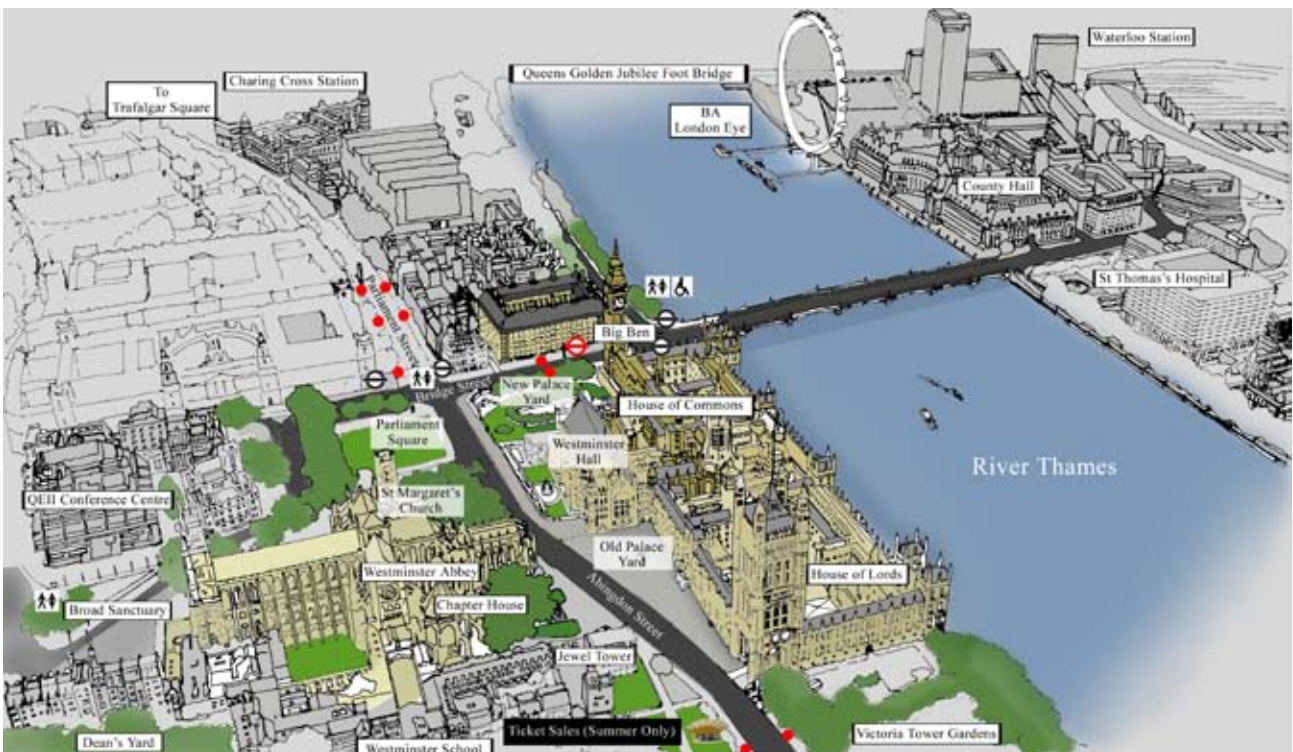 To
Trafalgar Square
Charing Cross Station
Queens Golden Jubilee Foot Bridge
Waterloo Station
BA
London Eye
County Hall
St Thomas's Hospital
Parliament Street
Big Ben
Bridge Street
New Palace
Yard
House of Commons
Parliament
Square
Westminster
Hall
River Thames
QEII Conference Centre
St Margaret's
Church
Old Palace
Yard
Westminster Abbey
House of Lords
Abingdon Street
Broad Sanctuary
Chapter House
Jewel Tower
Ticket Sales (Summer Only)
Victoria Tower Gardens
Dean's Yard
Westminster School